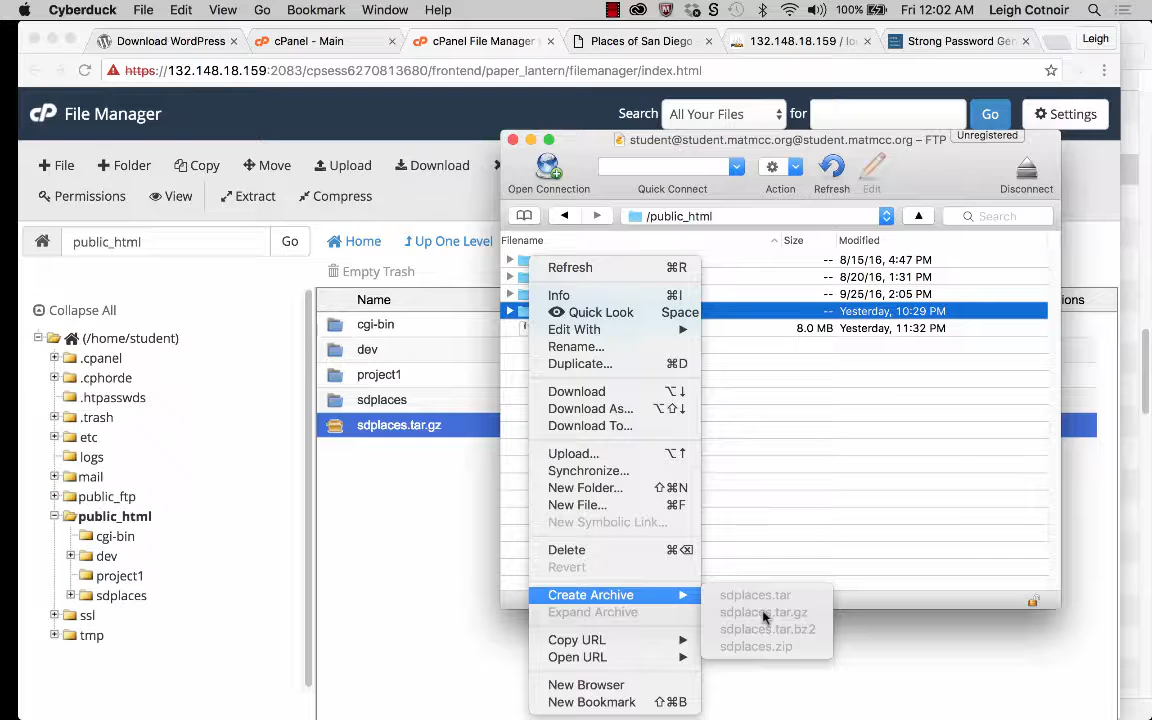 Cyberduck File Edit View Go Bookmark Window Help 100% Fri 12:02 AM Leigh Cotnoir
Download WordPress cPanel - Main cPanel File Manager Places of San Diego 132.148.18.159 / lo Strong Password Gen Leigh
https://132.148.18.159:2083/cpsess6270813680/frontend/paper_lantern/filemanager/index.html
cP File Manager Search All Your Files for Go Settings
Unregistered
student@student.matmcc.org@student.matmcc.org – FTP
File Folder Copy Move Upload Download
Permissions View Extract Compress
Open Connection Quick Connect Action Refresh Edit Disconnect
/public_html Search
public_html Go Home Up One Level
Filename Size Modified
Empty Trash
-- 8/15/16, 4:47 PM
-- 8/20/16, 1:31 PM
-- 9/25/16, 2:05 PM
-- Yesterday, 10:29 PM
8.0 MB Yesterday, 11:32 PM
Name ions
cgi-bin
dev
project1
sdplaces
sdplaces.tar.gz
Collapse All
(/home/student)
.cpanel
.cphorde
.htpasswds
.trash
etc
logs
mail
public_ftp
public_html
cgi-bin
dev
project1
sdplaces
ssl
tmp
Refresh ⌘R
Info ⌘I
Quick Look Space
Edit With
Rename...
Duplicate... ⌘D
Download ⌥↓
Download As... ⌥⇧↓
Download To...
Upload... ⌥↑
Synchronize...
New Folder... ⇧⌘N
New File... ⌘F
New Symbolic Link...
Delete ⌘⌫
Revert
Create Archive
Expand Archive
Copy URL
Open URL
New Browser
New Bookmark ⇧⌘B
sdplaces.tar
sdplaces.tar.gz
sdplaces.tar.bz2
sdplaces.zip